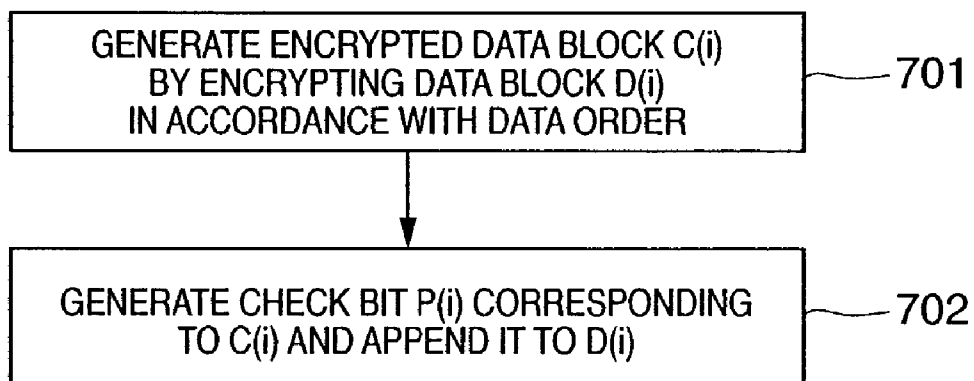 GENERATE ENCRYPTED DATA BLOCK C(i)
BY ENCRYPTING DATA BLOCK D(i)
IN ACCORDANCE WITH DATA ORDER
701
GENERATE CHECK BIT P(i) CORRESPONDING
TO C(i) AND APPEND IT TO D(i)
702